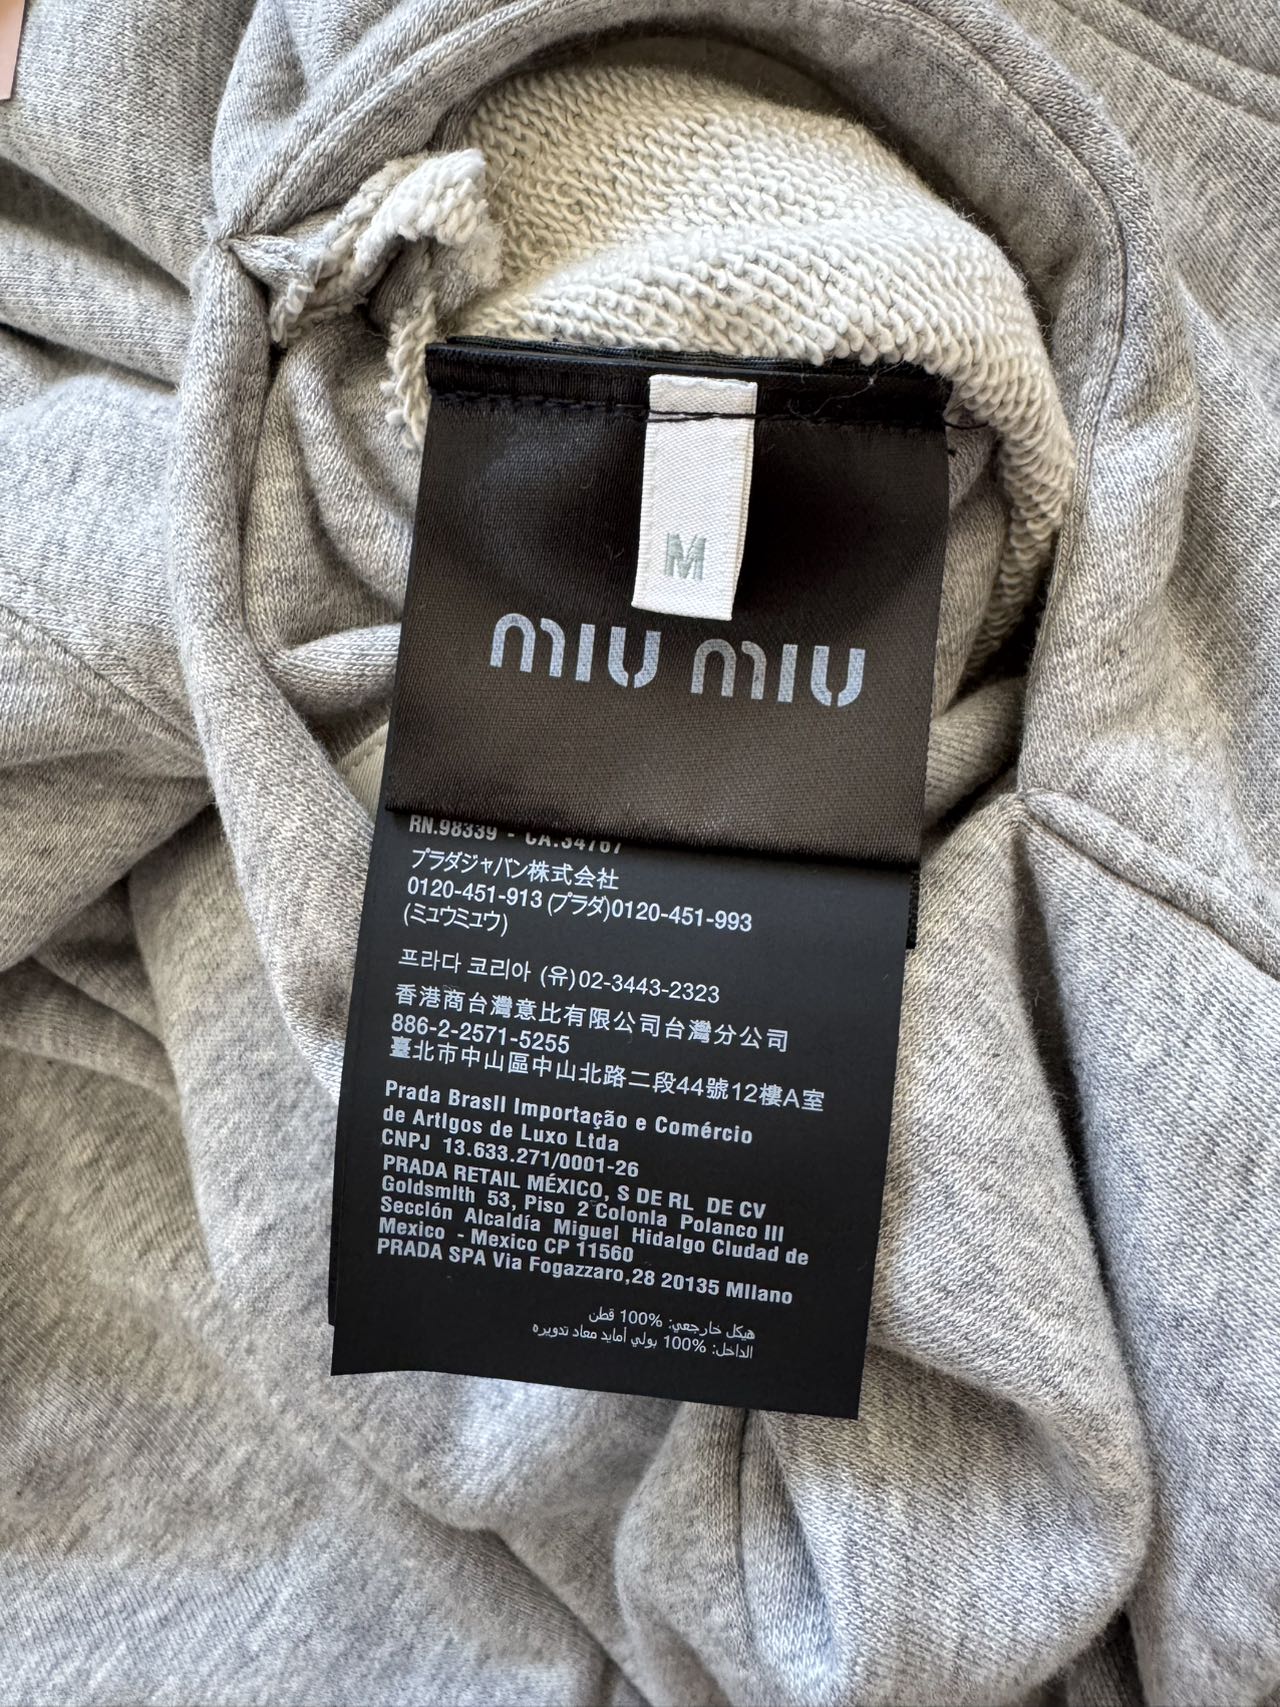 M
MIU MIU
RN.98339 - CA.34767
プラダジャパン株式会社
0120-451-913 (プラダ)0120-451-993
(ミュウミュウ)
프라다 코리아 (유)02-3443-2323
香港商台灣意比有限公司台灣分公司
886-2-2571-5255
臺北市中山區中山北路二段44號12樓A室
Prada Brasil Importação e Comércio
de Artigos de Luxo Ltda
CNPJ 13.633.271/0001-26
PRADA RETAIL MÉXICO, S DE RL DE CV
Goldsmith 53, Piso 2 Colonia Polanco III
Sección Alcaldía Miguel Hidalgo Ciudad de
Mexico - Mexico CP 11560
PRADA SPA Via Fogazzaro,28 20135 Milano
هيكل خارجعي: %100 قطن
الداخل: %100 بولي أمايد معاد تدويره